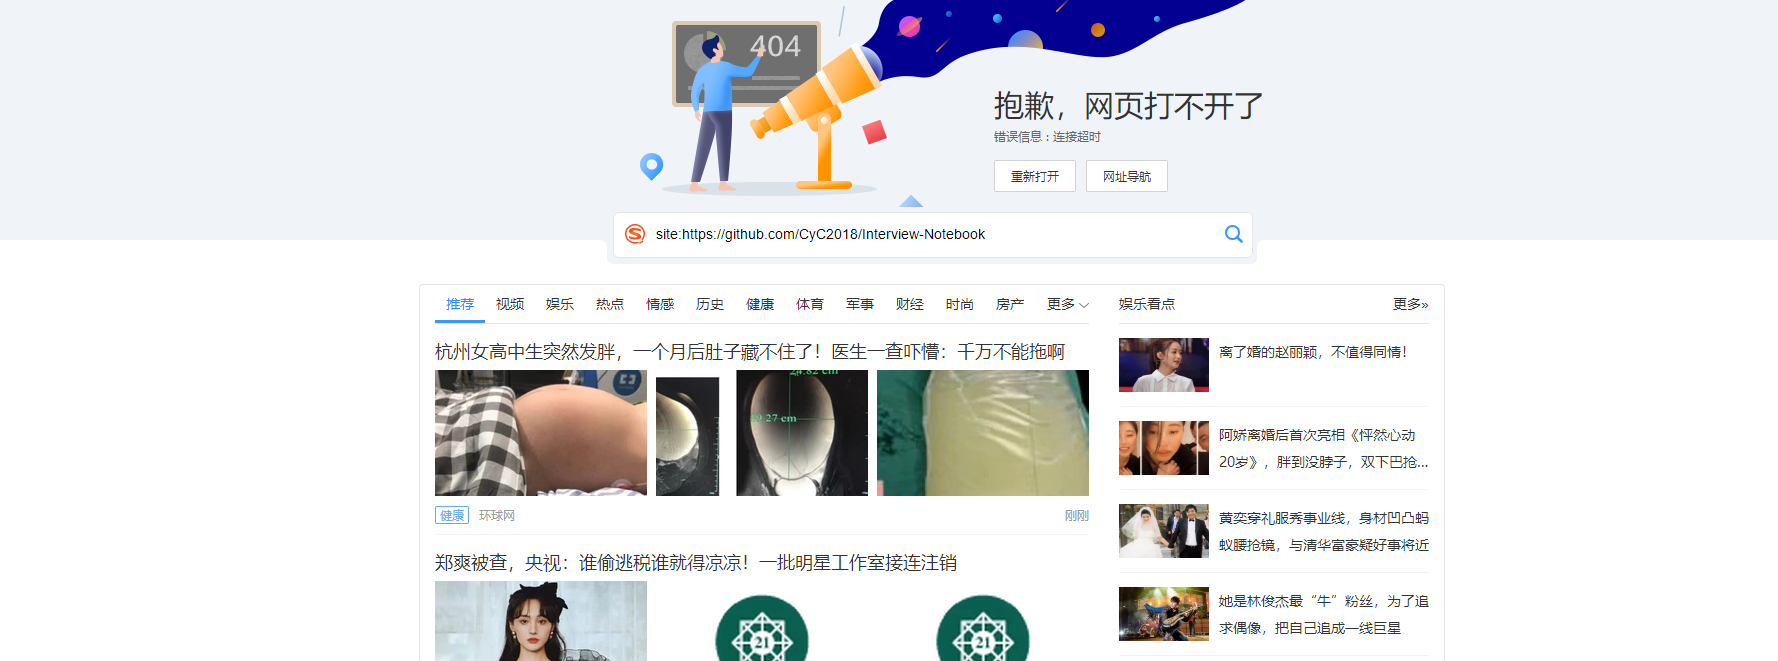 404
抱歉，网页打不开了
错误信息：连接超时
重新打开
网址导航
site:https://github.com/CyC2018/Interview-Notebook
推荐 视频 娱乐 热点 情感 历史 健康 体育 军事 财经 时尚 房产 更多
杭州女高中生突然发胖，一个月后肚子藏不住了！医生一查吓懵：千万不能拖啊
24.82 cm
29.27 cm
健康 环球网 刚刚
郑爽被查，央视：谁偷逃税谁就得凉凉！一批明星工作室接连注销
21
21
娱乐看点 更多»
离了婚的赵丽颖，不值得同情！
阿娇离婚后首次亮相《怦然心动
20岁》，胖到没脖子，双下巴抢...
黄奕穿礼服秀事业线，身材凹凸蚂
蚁腰抢镜，与清华富豪疑好事将近
她是林俊杰最“牛”粉丝，为了追
求偶像，把自己追成一线巨星